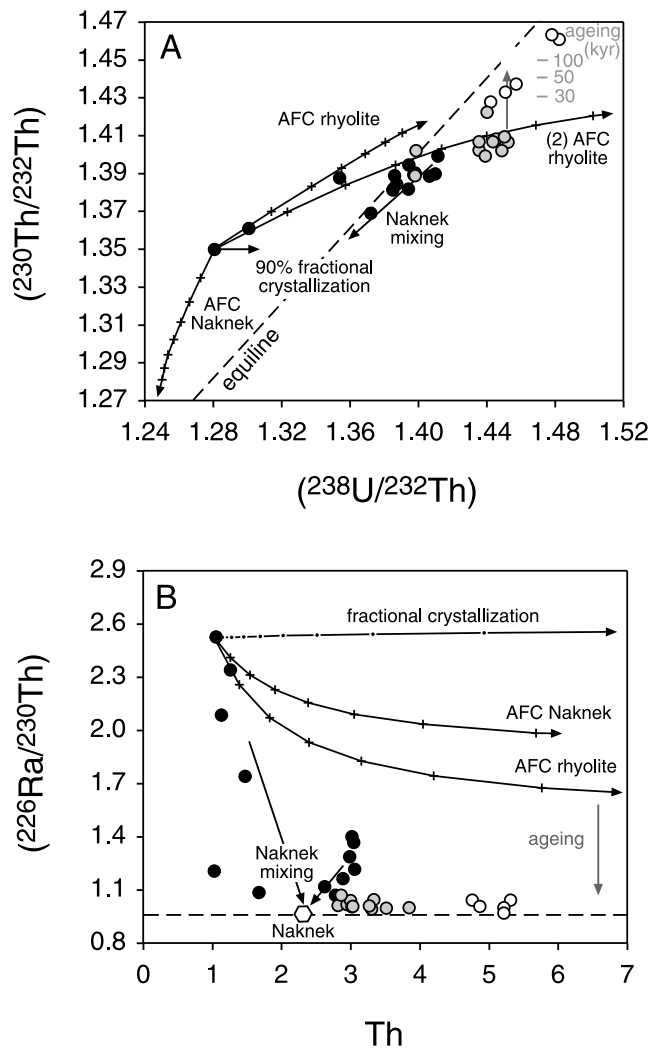 A
(230Th/232Th)
1.47
1.45
1.43
1.41
1.39
1.37
1.35
1.33
1.31
1.29
1.27
ageing
(kyr)
– 100
– 50
– 30
AFC rhyolite
(2) AFC
rhyolite
Naknek
mixing
90% fractional
crystallization
AFC
Naknek
equiline
1.24 1.28 1.32 1.36 1.40 1.44 1.48 1.52
(238U/232Th)
B
(226Ra/230Th)
2.9
2.6
2.3
2.0
1.7
1.4
1.1
0.8
fractional crystallization
AFC Naknek
AFC rhyolite
ageing
Naknek
mixing
Naknek
0 1 2 3 4 5 6 7
Th